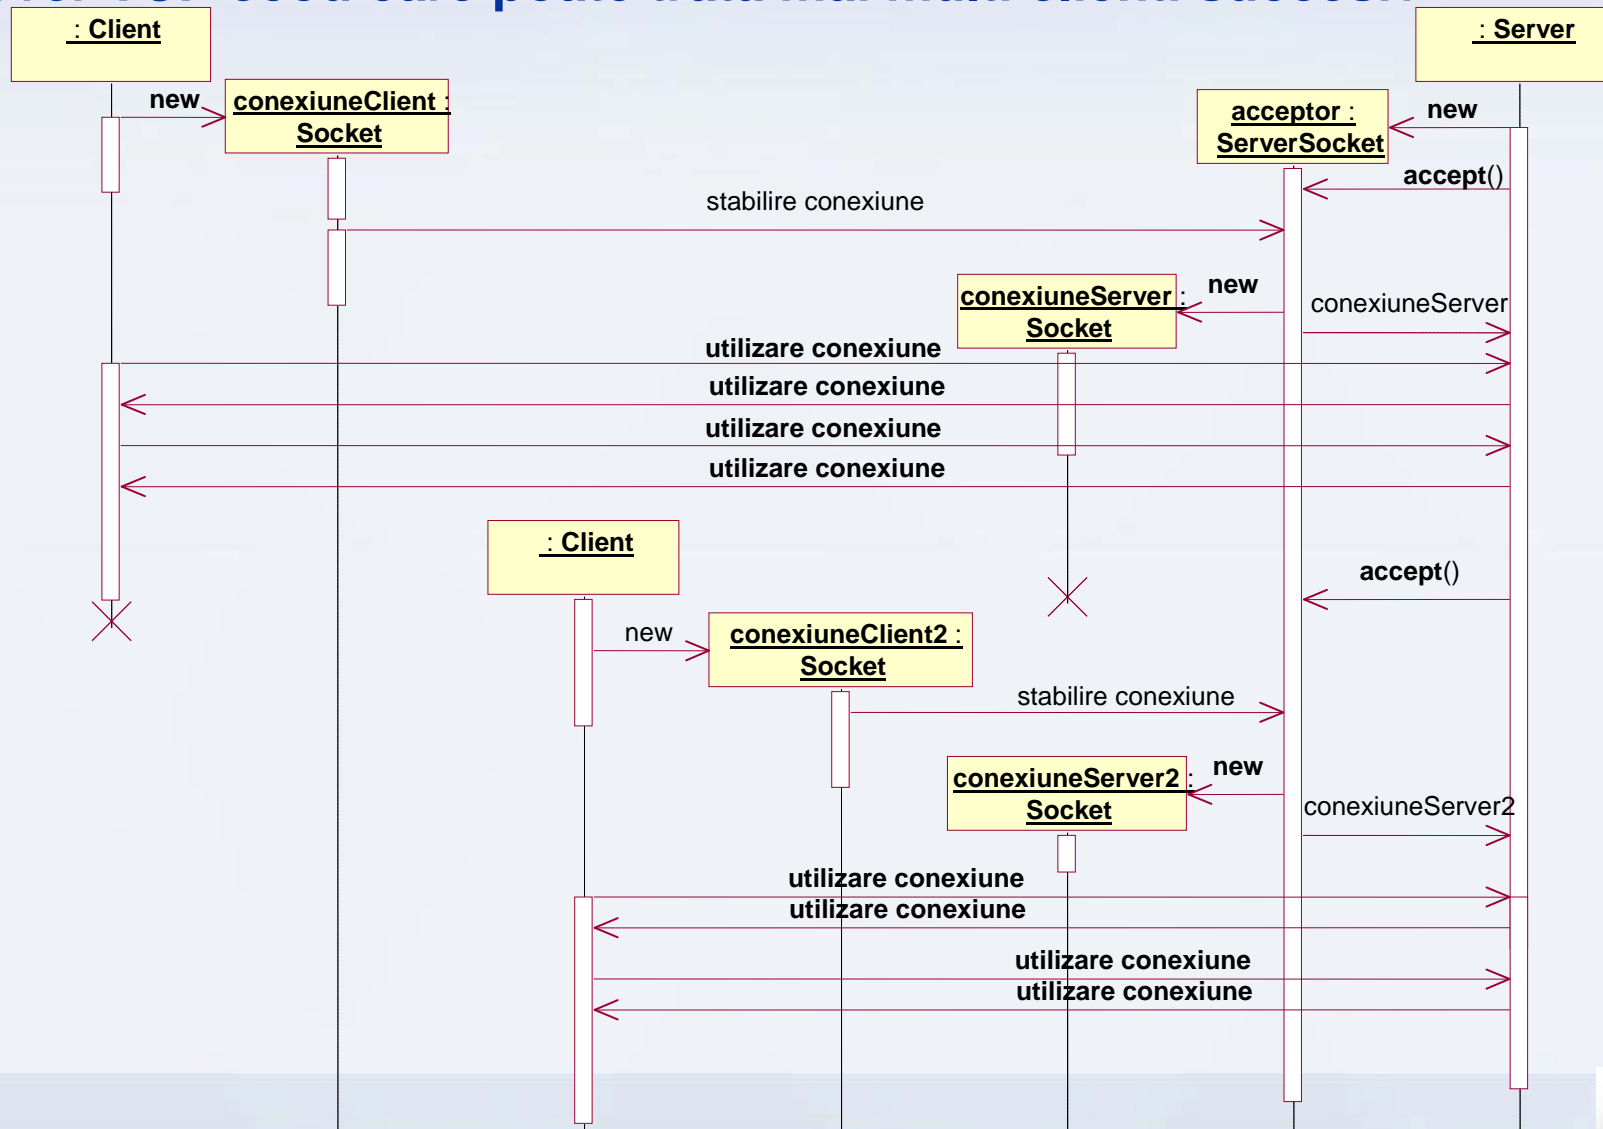 : Client
: Server
new
conexiuneClient :
Socket
acceptor :
ServerSocket
new
accept()
stabilire conexiune
conexiuneServer :
Socket
new
conexiuneServer
utilizare conexiune
utilizare conexiune
utilizare conexiune
utilizare conexiune
: Client
accept()
new
conexiuneClient2 :
Socket
stabilire conexiune
conexiuneServer2 :
Socket
new
conexiuneServer2
utilizare conexiune
utilizare conexiune
utilizare conexiune
utilizare conexiune